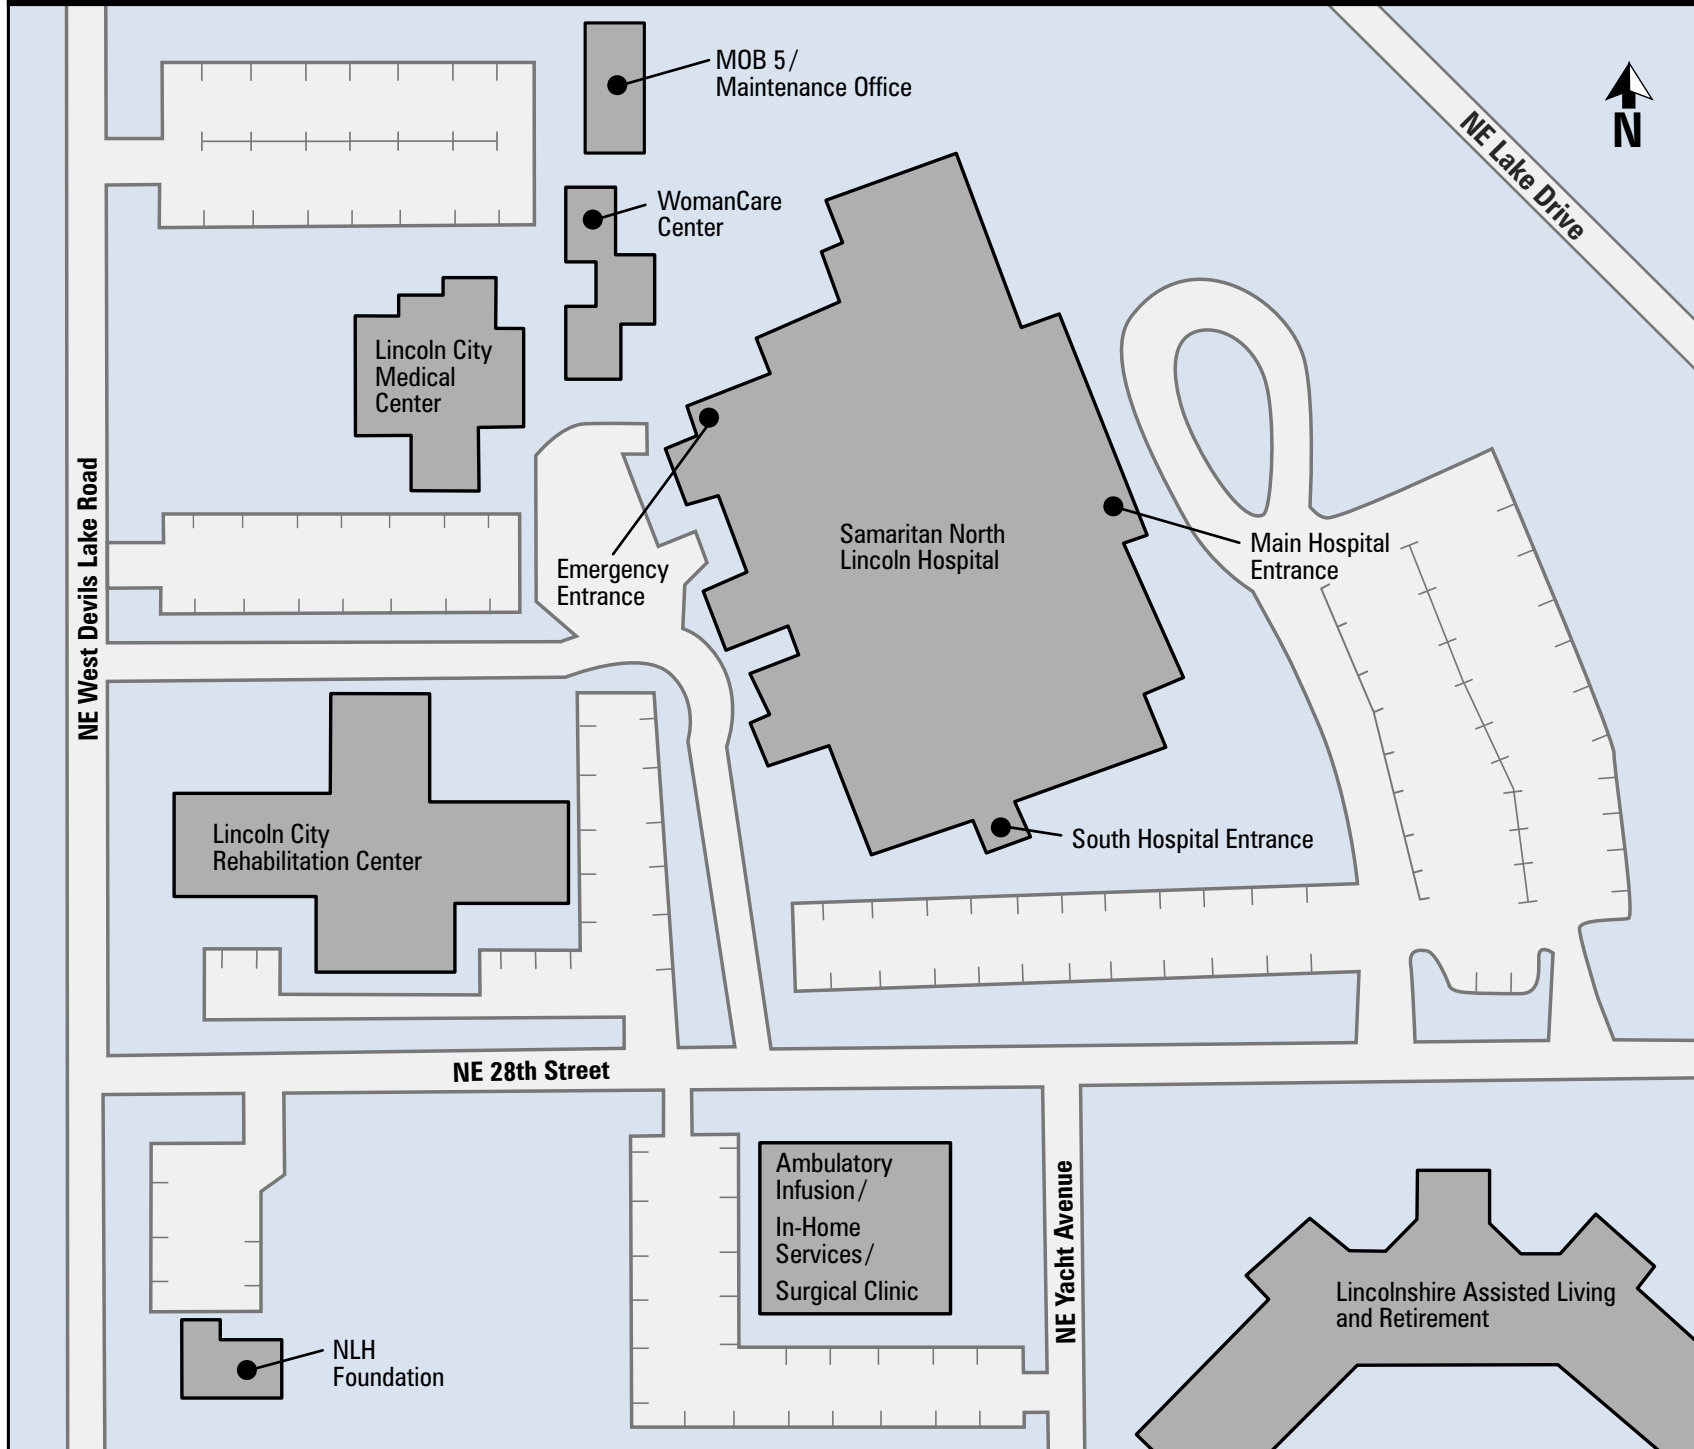 MOB 5/
Maintenance Office
N
NE Lake Drive
WomanCare
Center
Lincoln City
Medical
Center
NE West Devils Lake Road
Emergency
Entrance
Samaritan North
Lincoln Hospital
Main Hospital
Entrance
Lincoln City
Rehabilitation Center
South Hospital Entrance
NE 28th Street
Ambulatory
Infusion/
In-Home
Services/
Surgical Clinic
NE Yacht Avenue
Lincolnshire Assisted Living
and Retirement
NLH
Foundation